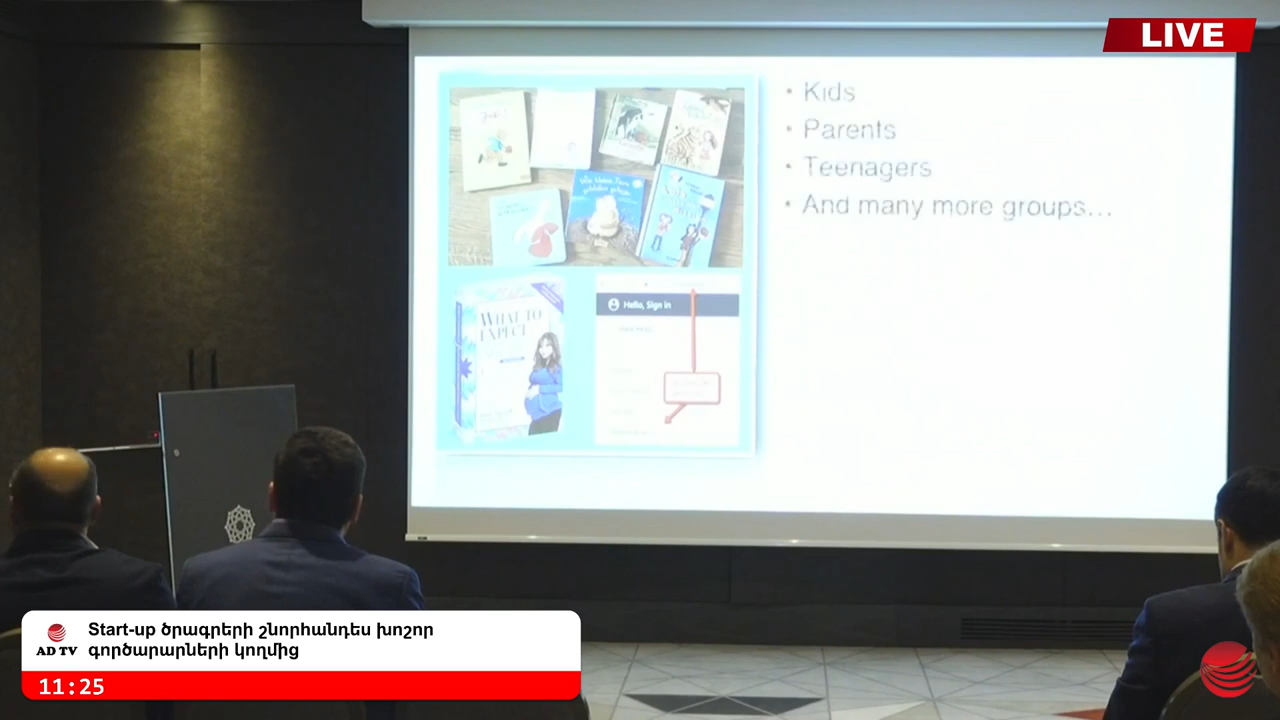 LIVE
• Kids
• Parents
• Teenagers
• And many more groups...
WHAT TO
EXPECT
Hello, Sign in
AD TV
Start-up ծրագրերի շնորհանդես խոշոր
գործարարների կողմից
11:25